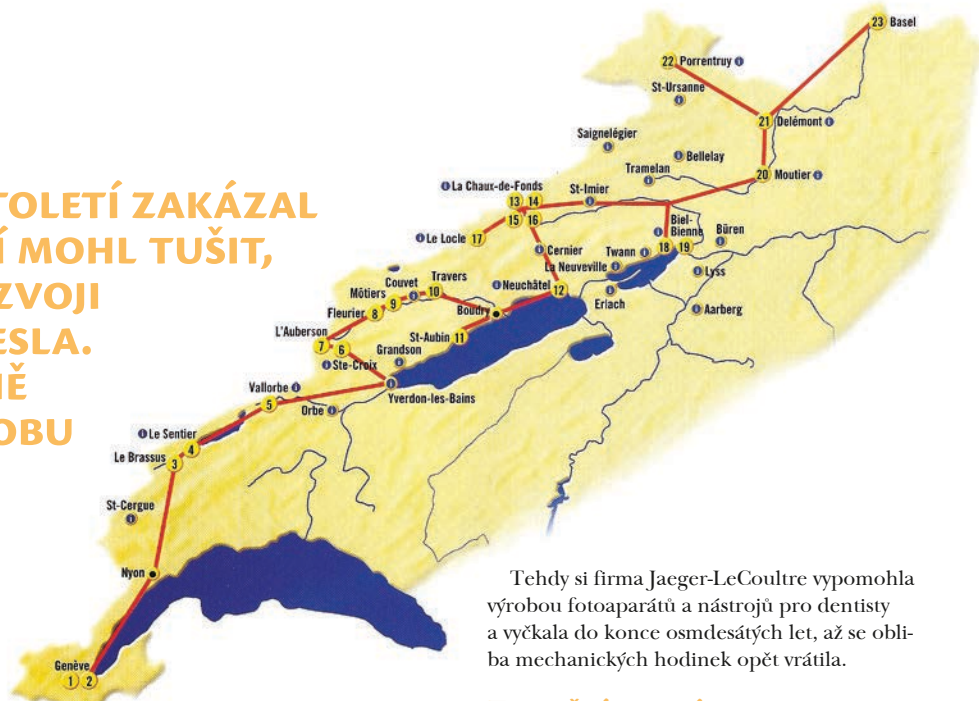 TOLETÍ ZAKÁZAL
Í MOHL TUŠIT,
ZVOJI
ESLA.
Ě
OBU
23 Basel
22 Porrentruy
St-Ursanne
21 Delémont
Saignelégier
Bellelay
Tramelan
20 Moutier
La Chaux-de-Fonds
St-Imier
13 14
15 16
17
Le Locle
Biel-
Bienne
18 19
Büren
Cernier
Twann
La Neuveville
Lyss
Erlach
Aarberg
Neuchâtel
12
Travers
10
Couvet
9
Môtiers
8
Fleurier
Boudry
St-Aubin 11
L'Auberson
7 6
Ste-Croix
Grandson
Yverdon-les-Bains
Vallorbe
5
Orbe
Le Sentier
4
Le Brassus
3
St-Cergue
Nyon
Genève
1 2
Tehdy si firma Jaeger-LeCoultre vypomohla
výrobou fotoaparátů a nástrojů pro dentisty
a vyčkala do konce osmdesátých let, až se obli-
ba mechanických hodinek opět vrátila.